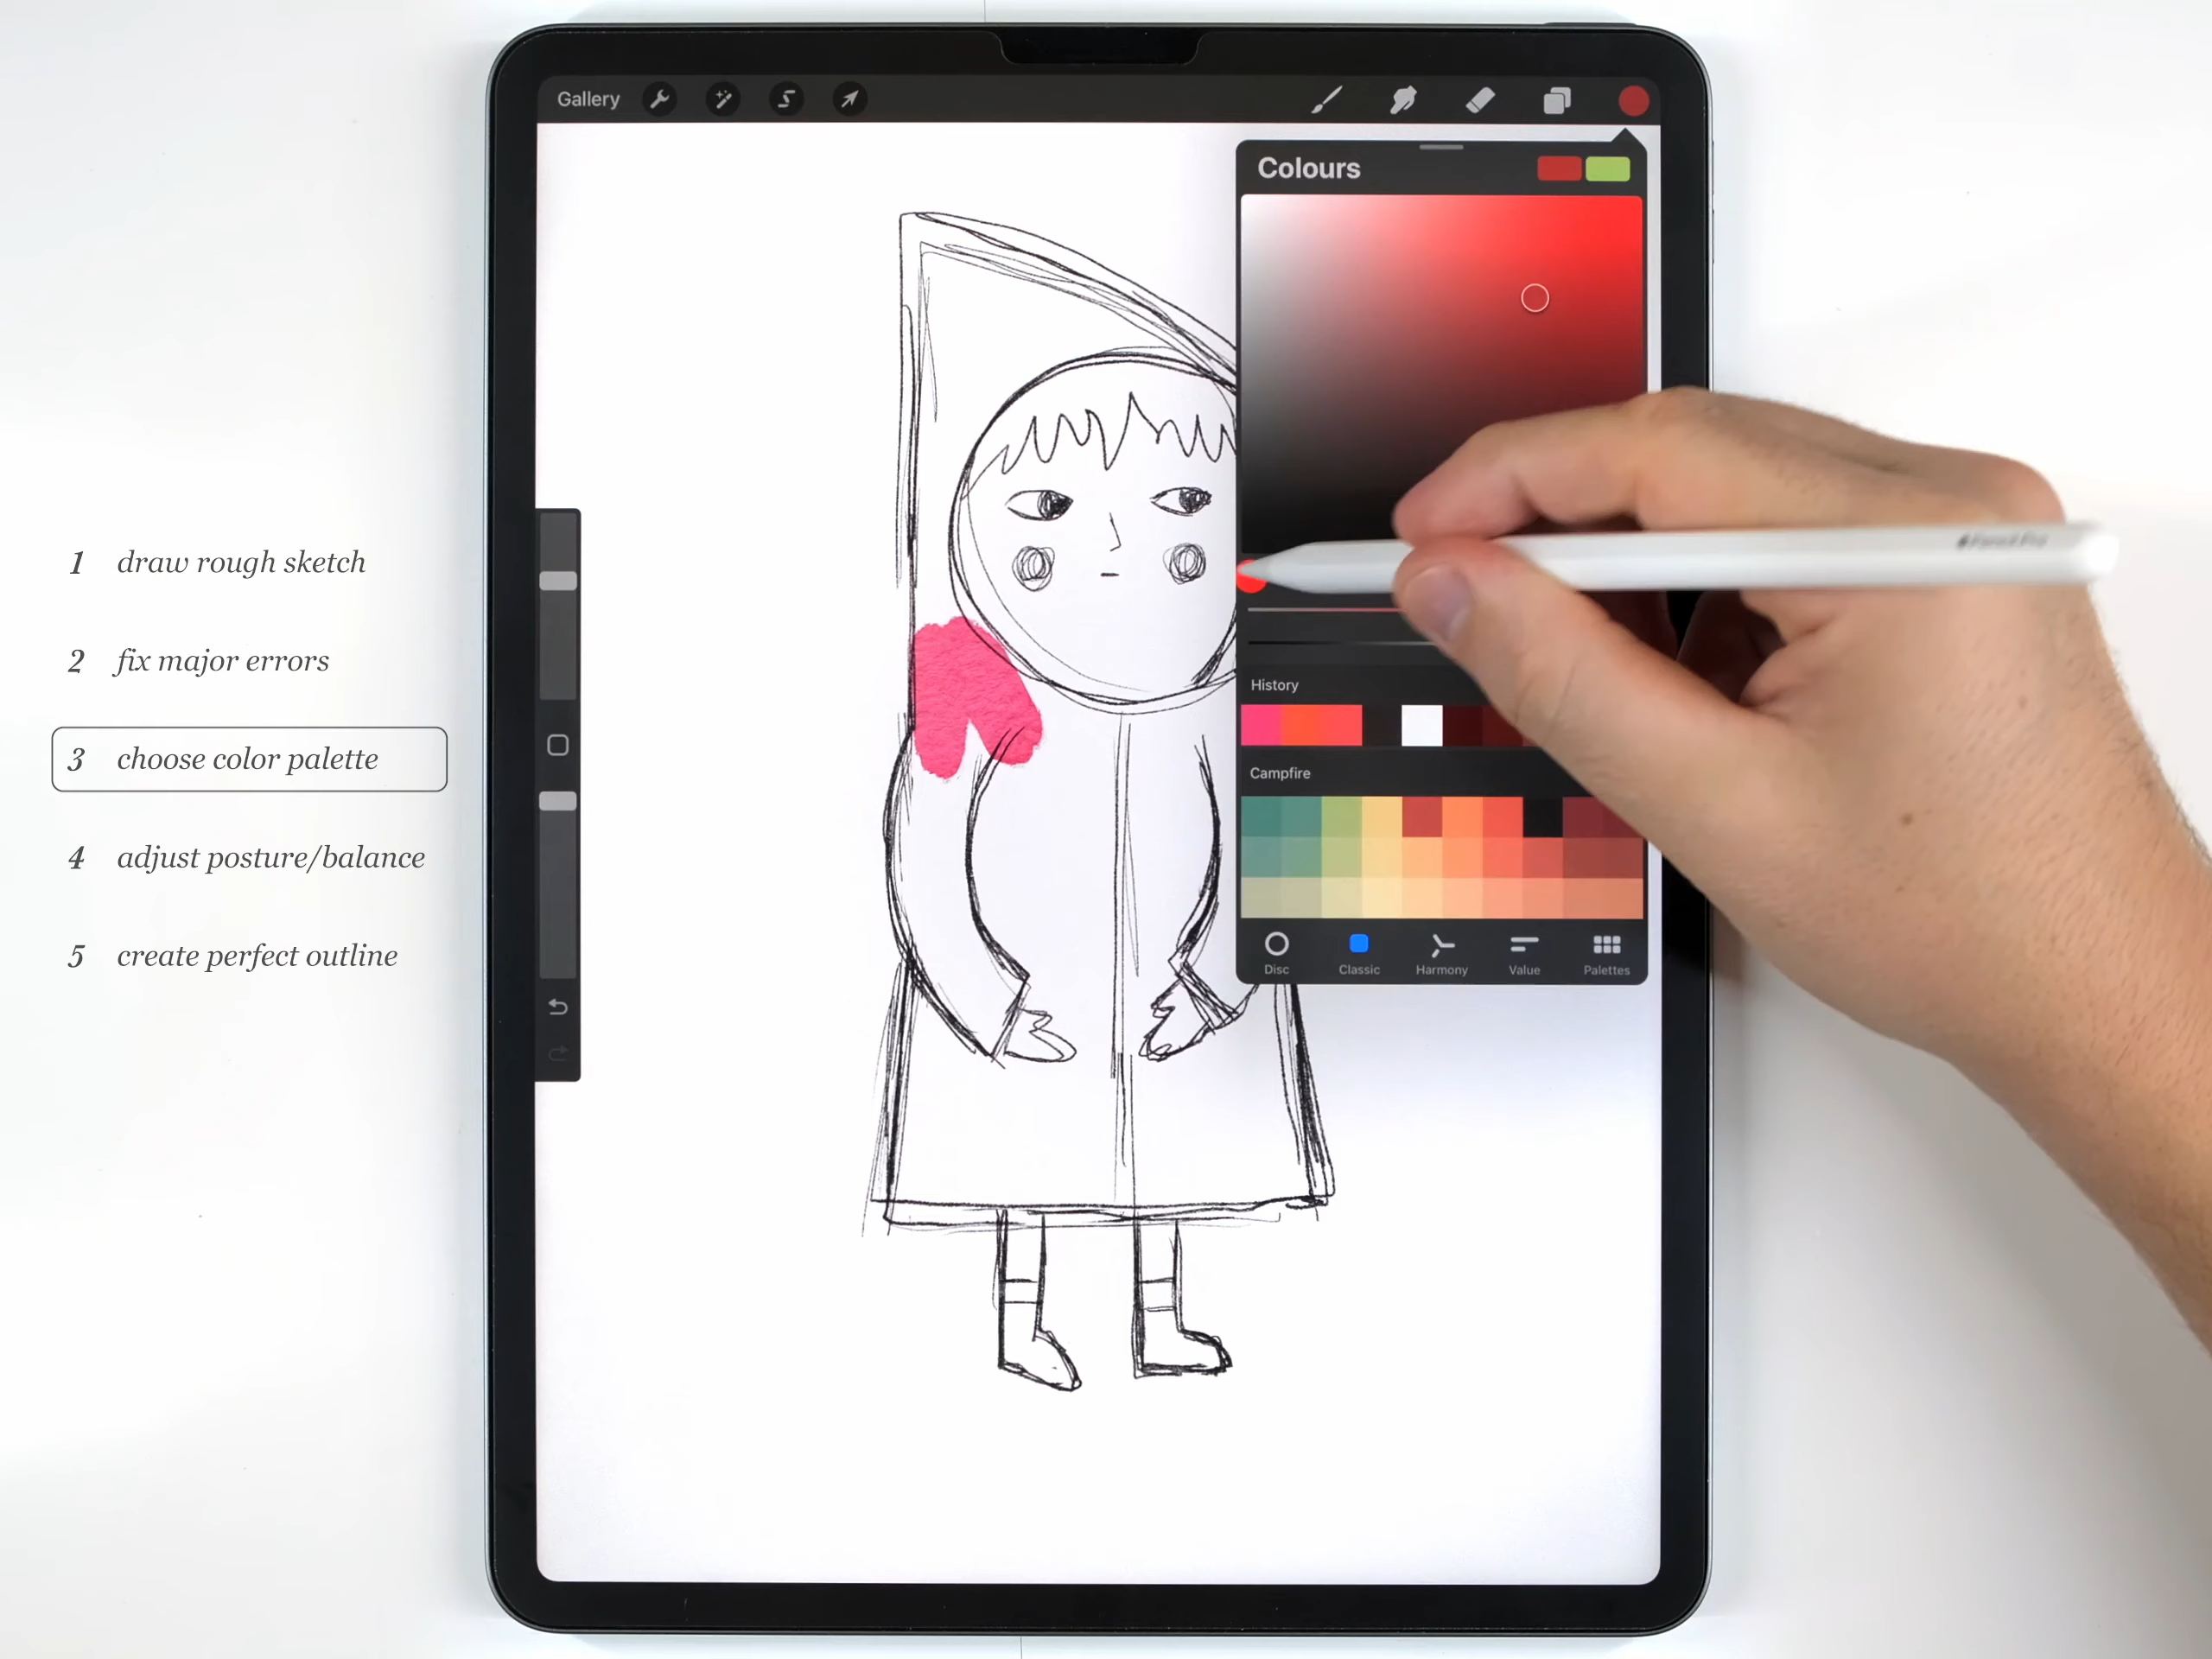 Gallery
Colours
1 draw rough sketch
2 fix major errors
3 choose color palette
4 adjust posture/balance
5 create perfect outline
History
Campfire
Disc
Classic
Harmony
Value
Palettes